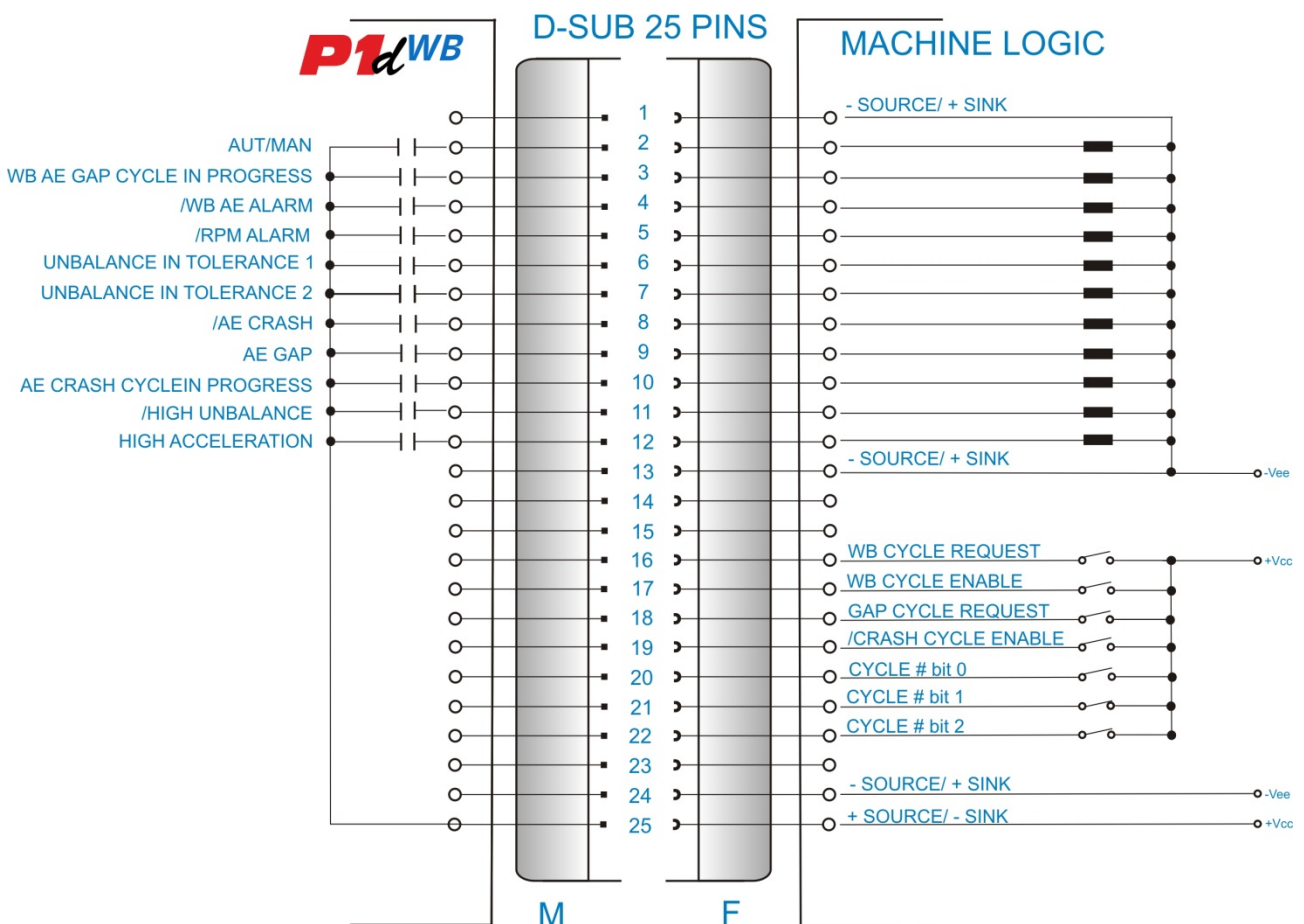 P1dWB
D-SUB 25 PINS
MACHINE LOGIC
1 - SOURCE/ + SINK
AUT/MAN 2
WB AE GAP CYCLE IN PROGRESS 3
/WB AE ALARM 4
/RPM ALARM 5
UNBALANCE IN TOLERANCE 1 6
UNBALANCE IN TOLERANCE 2 7
/AE CRASH 8
AE GAP 9
AE CRASH CYCLEIN PROGRESS 10
/HIGH UNBALANCE 11
HIGH ACCELERATION 12
13 - SOURCE/ + SINK -Vee
14
15
16 WB CYCLE REQUEST +Vcc
17 WB CYCLE ENABLE
18 GAP CYCLE REQUEST
19 /CRASH CYCLE ENABLE
20 CYCLE # bit 0
21 CYCLE # bit 1
22 CYCLE # bit 2
23
24 - SOURCE/ + SINK -Vee
25 + SOURCE/ - SINK +Vcc
M F